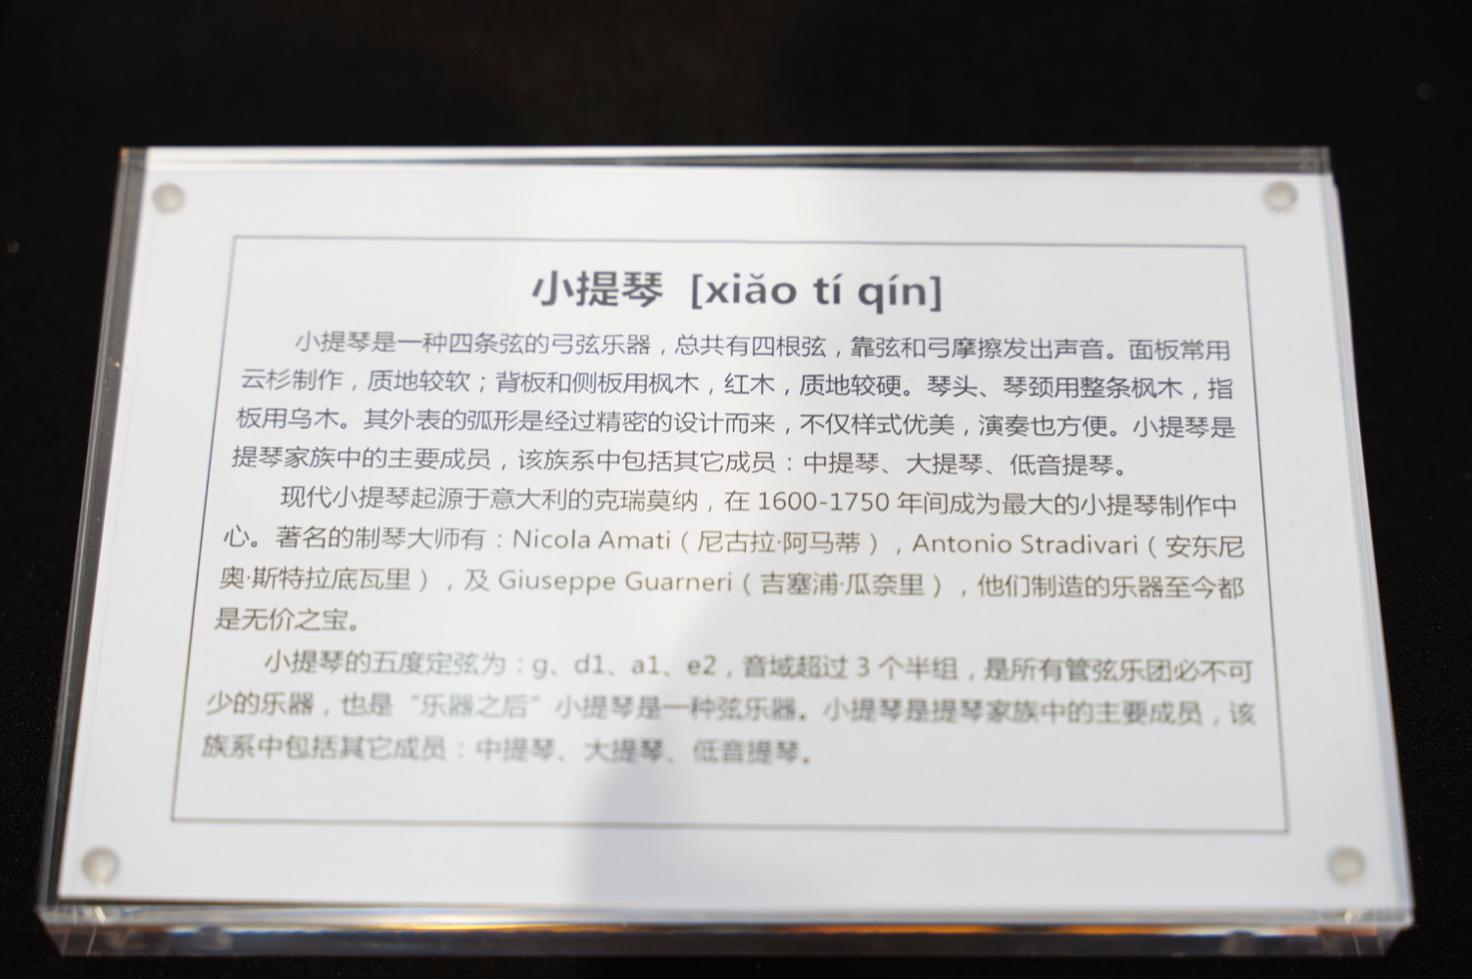 小提琴 [xiǎo tí qín]
小提琴是一种四条弦的弓弦乐器，总共有四根弦，靠弦和弓摩擦发出声音。面板常用
云杉制作，质地较软；背板和侧板用枫木，红木，质地较硬。琴头、琴颈用整条枫木，指
板用乌木。其外表的弧形是经过精密的设计而来，不仅样式优美，演奏也方便。小提琴是
提琴家族中的主要成员，该族系中包括其它成员：中提琴、大提琴、低音提琴。
现代小提琴起源于意大利的克瑞莫纳，在 1600-1750 年间成为最大的小提琴制作中
心。著名的制琴大师有：Nicola Amati（尼古拉·阿马蒂），Antonio Stradivari（安东尼
奥·斯特拉底瓦里），及 Giuseppe Guarneri（吉塞浦·瓜奈里），他们制造的乐器至今都
是无价之宝。
小提琴的五度定弦为：g、d1、a1、e2，音域超过 3 个半组，是所有管弦乐团必不可
少的乐器，也是“乐器之后”小提琴是一种弦乐器。小提琴是提琴家族中的主要成员，该
族系中包括其它成员：中提琴、大提琴、低音提琴。